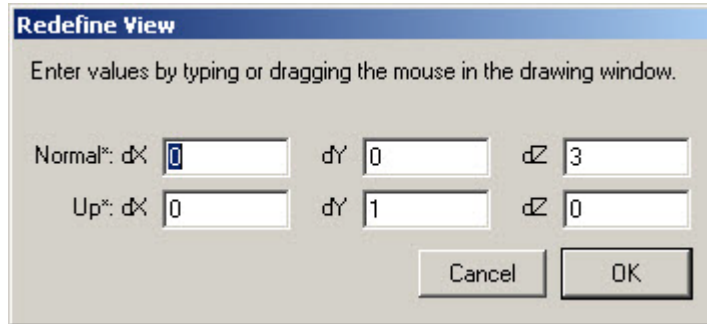 Redefine View
Enter values by typing or dragging the mouse in the drawing window.
Normal*: dX 0 dY 0 dZ 3
Up*: dX 0 dY 1 dZ 0
Cancel OK